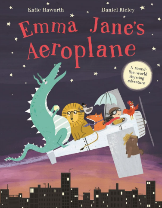 Katie Haworth
Daniel Rieley
Emma Jane's
Aeroplane